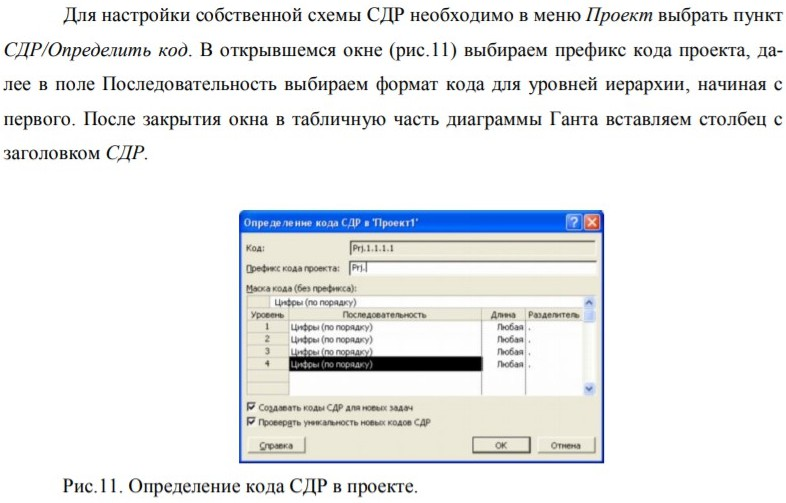 Для настройки собственной схемы СДР необходимо в меню Проект выбрать пункт
СДР/Определить код. В открывшемся окне (рис.11) выбираем префикс кода проекта, да-
лее в поле Последовательность выбираем формат кода для уровней иерархии, начиная с
первого. После закрытия окна в табличную часть диаграммы Ганта вставляем столбец с
заголовком СДР.
Определение кода СДР в 'Проект1'
Код: Prj.1.1.1.1
Префикс кода проекта: Prj.
Маска кода (без префикса):
Цифры (по порядку)
Уровень Последовательность Длина Разделитель
1 Цифры (по порядку) Любая .
2 Цифры (по порядку) Любая .
3 Цифры (по порядку) Любая .
4 Цифры (по порядку) Любая .
Создавать коды СДР для новых задач
Проверять уникальность новых кодов СДР
Справка ОК Отмена
Рис.11. Определение кода СДР в проекте.